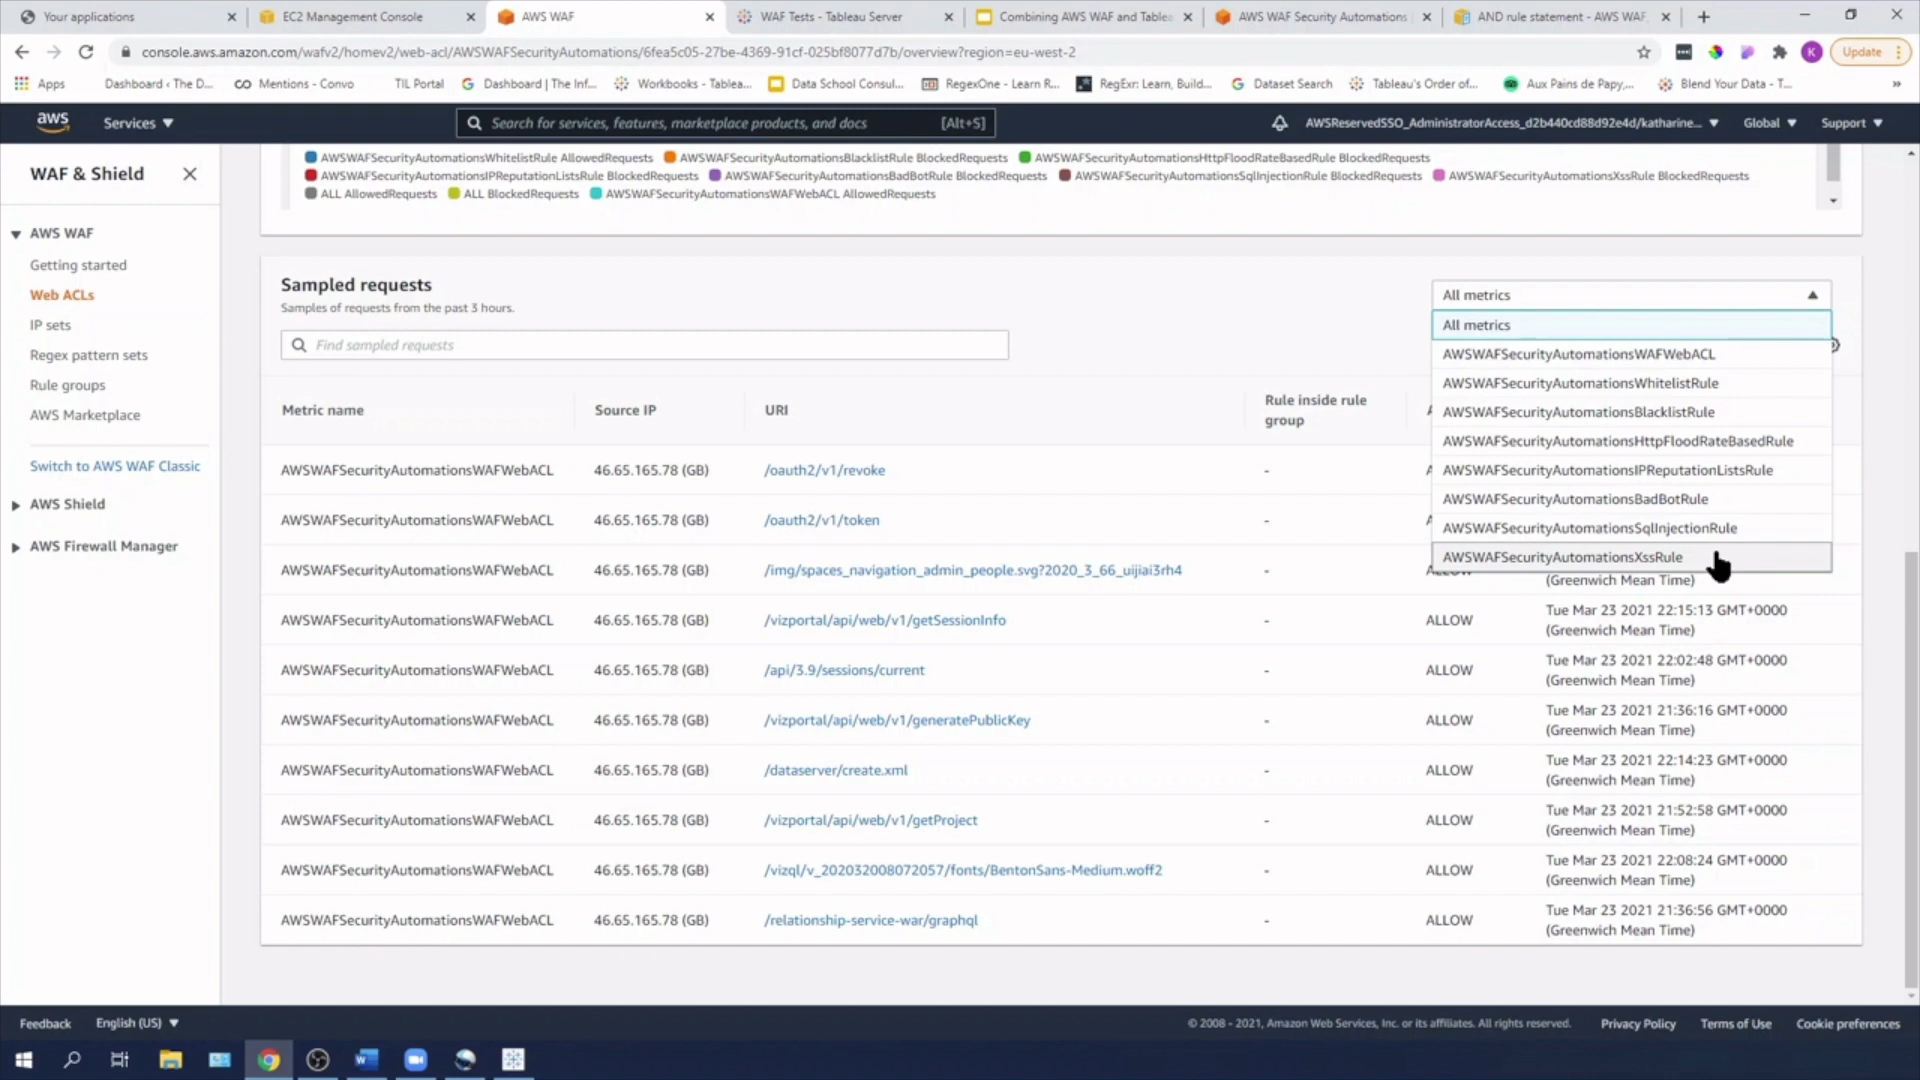 Your applications
EC2 Management Console
AWS WAF
WAF Tests - Tableau Server
Combining AWS WAF and Table
AWS WAF Security Automations
AND rule statement - AWS WAF
console.aws.amazon.com/wafv2/homev2/web-acl/AWSWAFSecurityAutomations/6fea5c05-27be-4369-91cf-025bf8077d7b/overview?region=eu-west-2
K
Update
Apps
Dashboard ‹ The D...
Mentions - Convo
TIL Portal
Dashboard | The Inf...
Workbooks - Tablea...
Data School Consul...
RegexOne - Learn R...
RegExr: Learn, Build...
Dataset Search
Tableau's Order of...
Aux Pains de Papy,...
Blend Your Data - T...
aws
Services
Search for services, features, marketplace products, and docs [Alt+S]
AWSReservedSSO_AdministratorAccess_d2b440cd88d92e4d/katharine...
Global
Support
WAF & Shield
AWS WAF
Getting started
Web ACLs
IP sets
Regex pattern sets
Rule groups
AWS Marketplace
Switch to AWS WAF Classic
AWS Shield
AWS Firewall Manager
AWSWAFSecurityAutomationsWhitelistRule AllowedRequests AWSWAFSecurityAutomationsBlacklistRule BlockedRequests AWSWAFSecurityAutomationsHttpFloodRateBasedRule BlockedRequests
AWSWAFSecurityAutomationsIPReputationListsRule BlockedRequests AWSWAFSecurityAutomationsBadBotRule BlockedRequests AWSWAFSecurityAutomationsSqlInjectionRule BlockedRequests AWSWAFSecurityAutomationsXssRule BlockedRequests
ALL AllowedRequests ALL BlockedRequests AWSWAFSecurityAutomationsWAFWebACL AllowedRequests
Sampled requests
Samples of requests from the past 3 hours.
Find sampled requests
All metrics
All metrics
AWSWAFSecurityAutomationsWAFWebACL
AWSWAFSecurityAutomationsWhitelistRule
AWSWAFSecurityAutomationsBlacklistRule
AWSWAFSecurityAutomationsHttpFloodRateBasedRule
AWSWAFSecurityAutomationsIPReputationListsRule
AWSWAFSecurityAutomationsBadBotRule
AWSWAFSecurityAutomationsSqlInjectionRule
AWSWAFSecurityAutomationsXssRule
Metric name Source IP URI Rule inside rule group
AWSWAFSecurityAutomationsWAFWebACL 46.65.165.78 (GB) /oauth2/v1/revoke -
AWSWAFSecurityAutomationsWAFWebACL 46.65.165.78 (GB) /oauth2/v1/token -
AWSWAFSecurityAutomationsWAFWebACL 46.65.165.78 (GB) /img/spaces_navigation_admin_people.svg?2020_3_66_uijiai3rh4 - ALLOW
(Greenwich Mean Time)
AWSWAFSecurityAutomationsWAFWebACL 46.65.165.78 (GB) /vizportal/api/web/v1/getSessionInfo - ALLOW Tue Mar 23 2021 22:15:13 GMT+0000
(Greenwich Mean Time)
AWSWAFSecurityAutomationsWAFWebACL 46.65.165.78 (GB) /api/3.9/sessions/current - ALLOW Tue Mar 23 2021 22:02:48 GMT+0000
(Greenwich Mean Time)
AWSWAFSecurityAutomationsWAFWebACL 46.65.165.78 (GB) /vizportal/api/web/v1/generatePublicKey - ALLOW Tue Mar 23 2021 21:36:16 GMT+0000
(Greenwich Mean Time)
AWSWAFSecurityAutomationsWAFWebACL 46.65.165.78 (GB) /dataserver/create.xml - ALLOW Tue Mar 23 2021 22:14:23 GMT+0000
(Greenwich Mean Time)
AWSWAFSecurityAutomationsWAFWebACL 46.65.165.78 (GB) /vizportal/api/web/v1/getProject - ALLOW Tue Mar 23 2021 21:52:58 GMT+0000
(Greenwich Mean Time)
AWSWAFSecurityAutomationsWAFWebACL 46.65.165.78 (GB) /vizql/v_202032008072057/fonts/BentonSans-Medium.woff2 - ALLOW Tue Mar 23 2021 22:08:24 GMT+0000
(Greenwich Mean Time)
AWSWAFSecurityAutomationsWAFWebACL 46.65.165.78 (GB) /relationship-service-war/graphql - ALLOW Tue Mar 23 2021 21:36:56 GMT+0000
(Greenwich Mean Time)
Feedback English (US) © 2008 - 2021, Amazon Web Services, Inc. or its affiliates. All rights reserved. Privacy Policy Terms of Use Cookie preferences